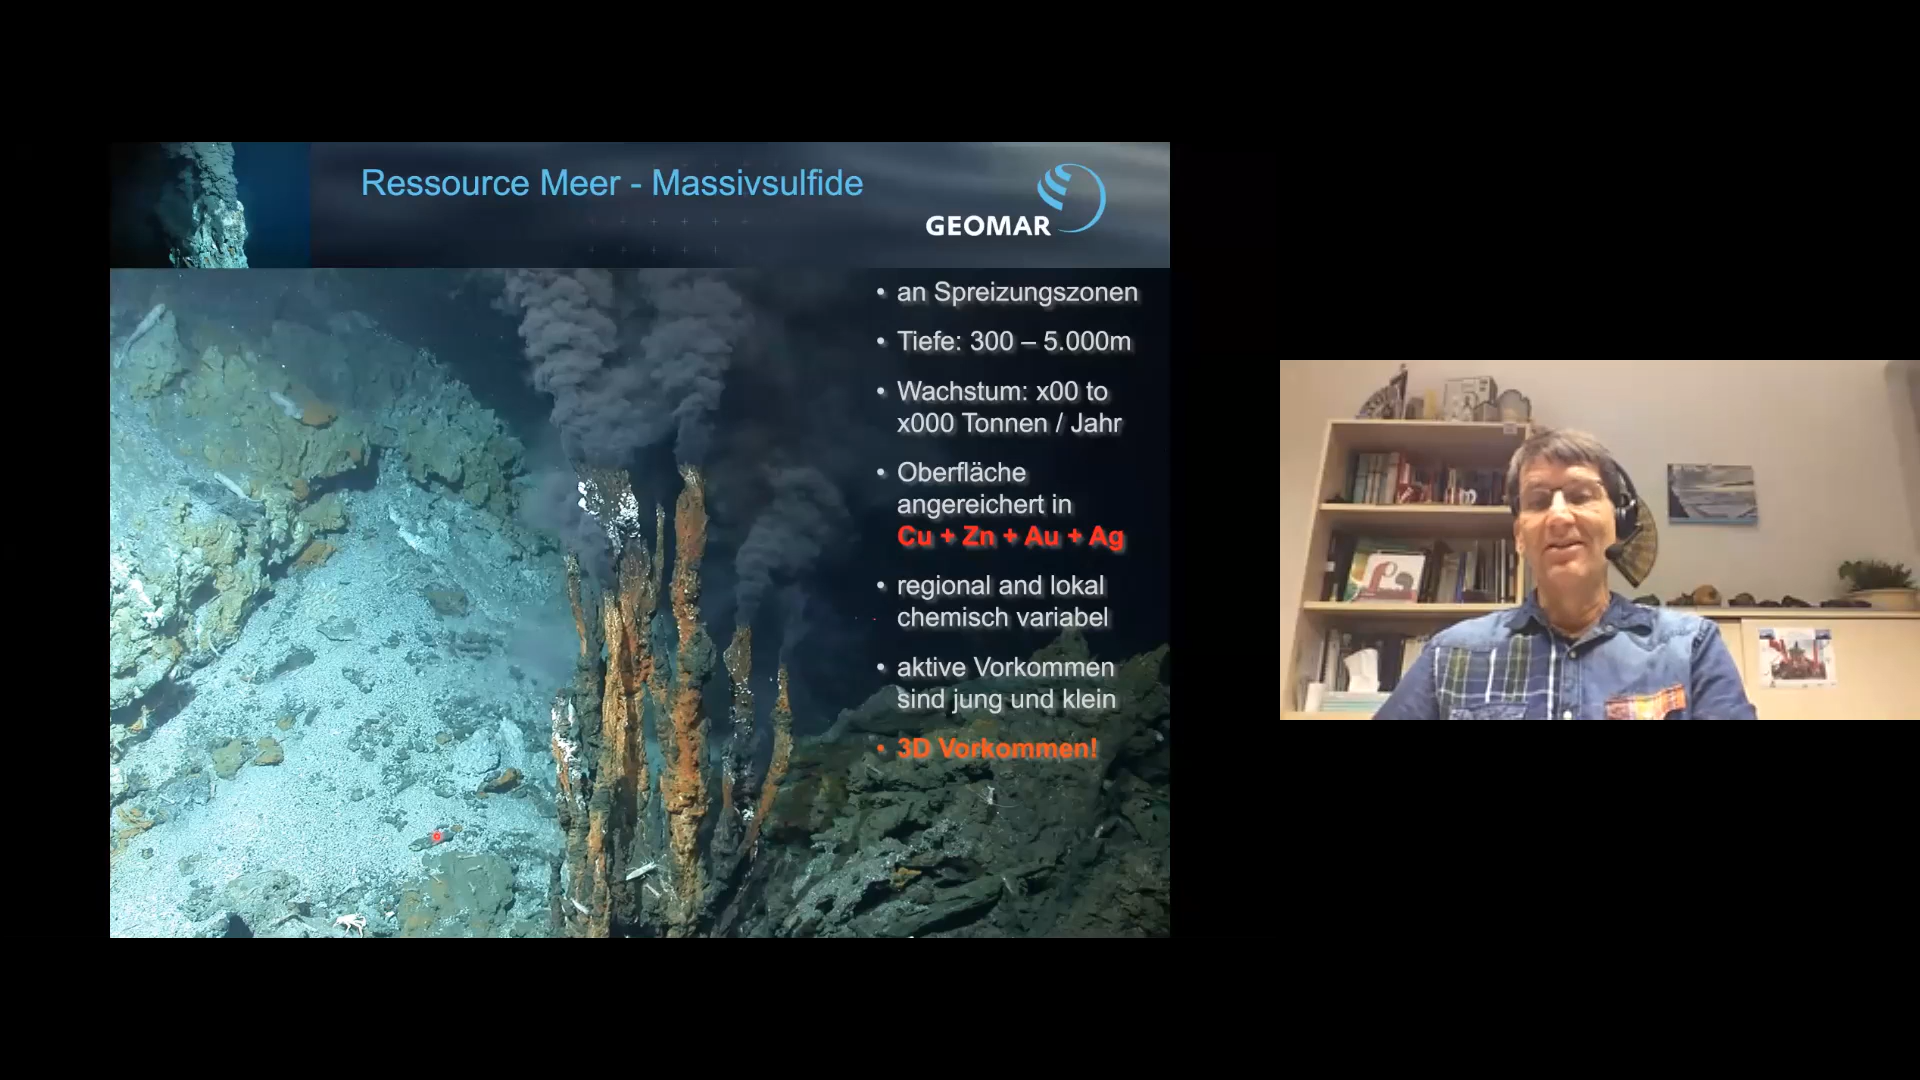 Ressource Meer - Massivsulfide
GEOMAR
• an Spreizungszonen
• Tiefe: 300 – 5.000m
• Wachstum: x00 to
x000 Tonnen / Jahr
• Oberfläche
angereichert in
Cu + Zn + Au + Ag
• regional and lokal
chemisch variabel
• aktive Vorkommen
sind jung und klein
• 3D Vorkommen!